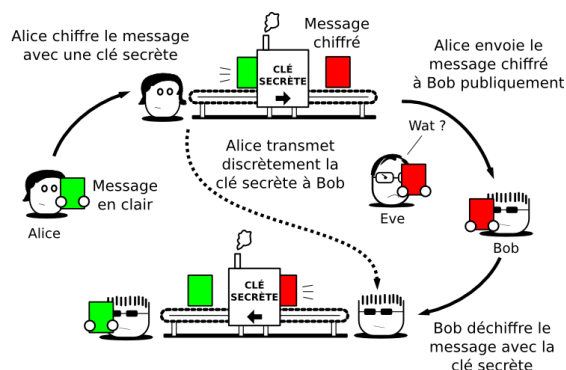 Alice chiffre le message
avec une clé secrète
Message
chiffré
CLÉ
SECRÈTE
Alice envoie le
message chiffré
à Bob publiquement
Wat ?
Alice transmet
discrètement la
clé secrète à Bob
Message
en clair
Alice
Eve
Bob
CLÉ
SECRÈTE
Bob déchiffre le
message avec la
clé secrète